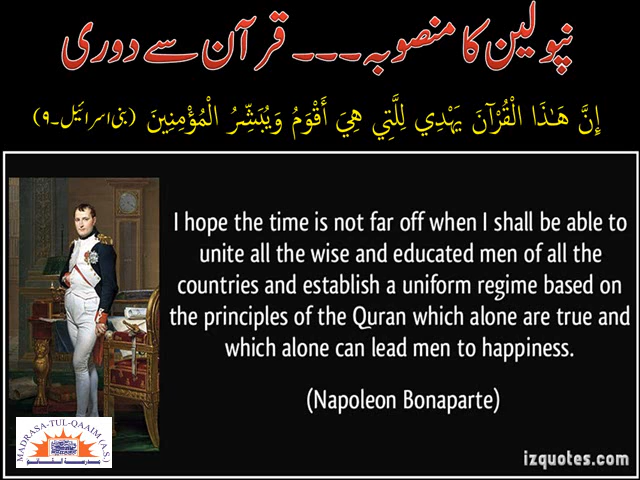 نپولین کا منصوبہ ۔۔۔ قرآن سے دوری
إِنَّ هَـٰذَا الْقُرْآنَ يَهْدِي لِلَّتِي هِيَ أَقْوَمُ وَيُبَشِّرُ الْمُؤْمِنِينَ (بنی اسرائیل۔۹)
I hope the time is not far off when I shall be able to
unite all the wise and educated men of all the
countries and establish a uniform regime based on
the principles of the Quran which alone are true and
which alone can lead men to happiness.
(Napoleon Bonaparte)
MADRASA-TUL-QAAIM (A.S.)
مدرسۃ القائم
izquotes.com